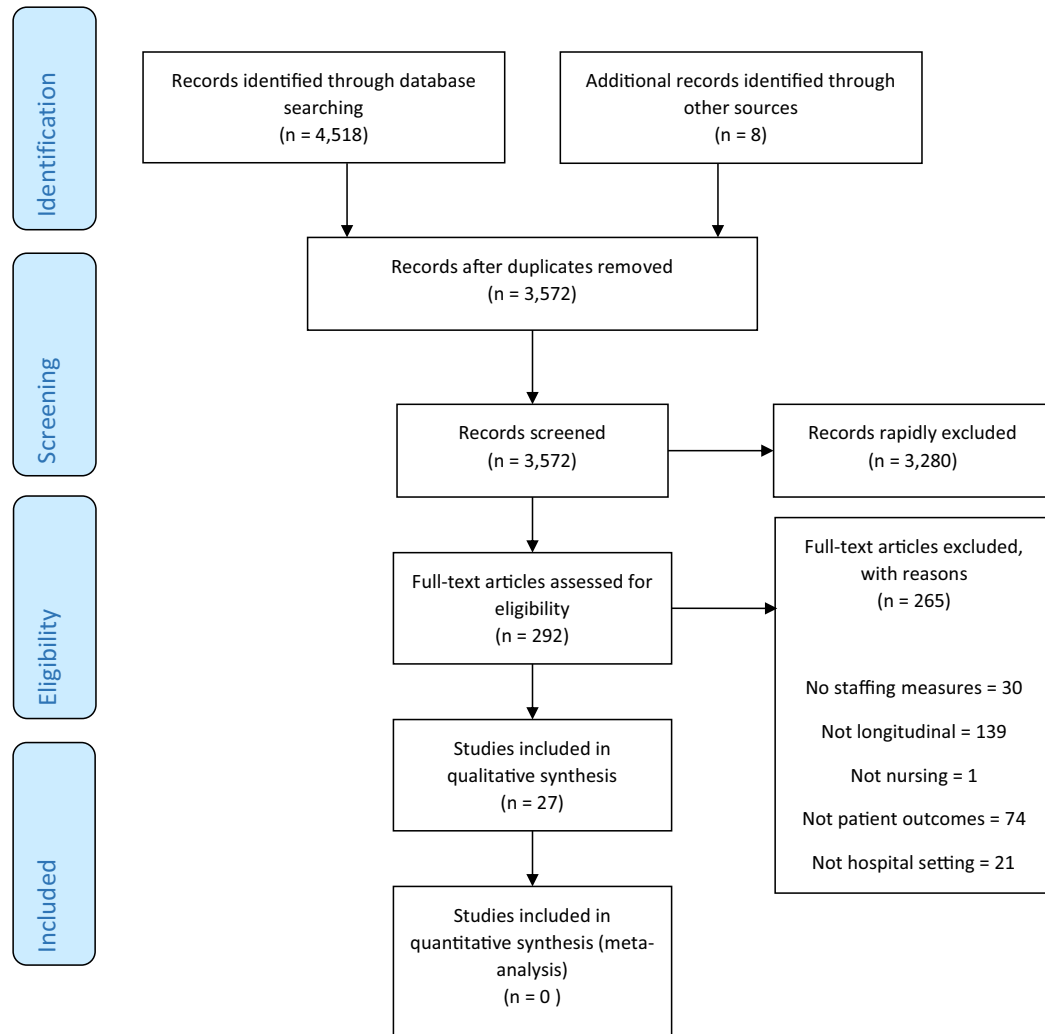 Identification
Records identified through database
searching
(n = 4,518)
Additional records identified through
other sources
(n = 8)
Records after duplicates removed
(n = 3,572)
Screening
Records screened
(n = 3,572)
Records rapidly excluded
(n = 3,280)
Eligibility
Full-text articles assessed for
eligibility
(n = 292)
Full-text articles excluded,
with reasons
(n = 265)
No staffing measures = 30
Not longitudinal = 139
Not nursing = 1
Not patient outcomes = 74
Not hospital setting = 21
Studies included in
qualitative synthesis
(n = 27)
Included
Studies included in
quantitative synthesis (meta-
analysis)
(n = 0 )